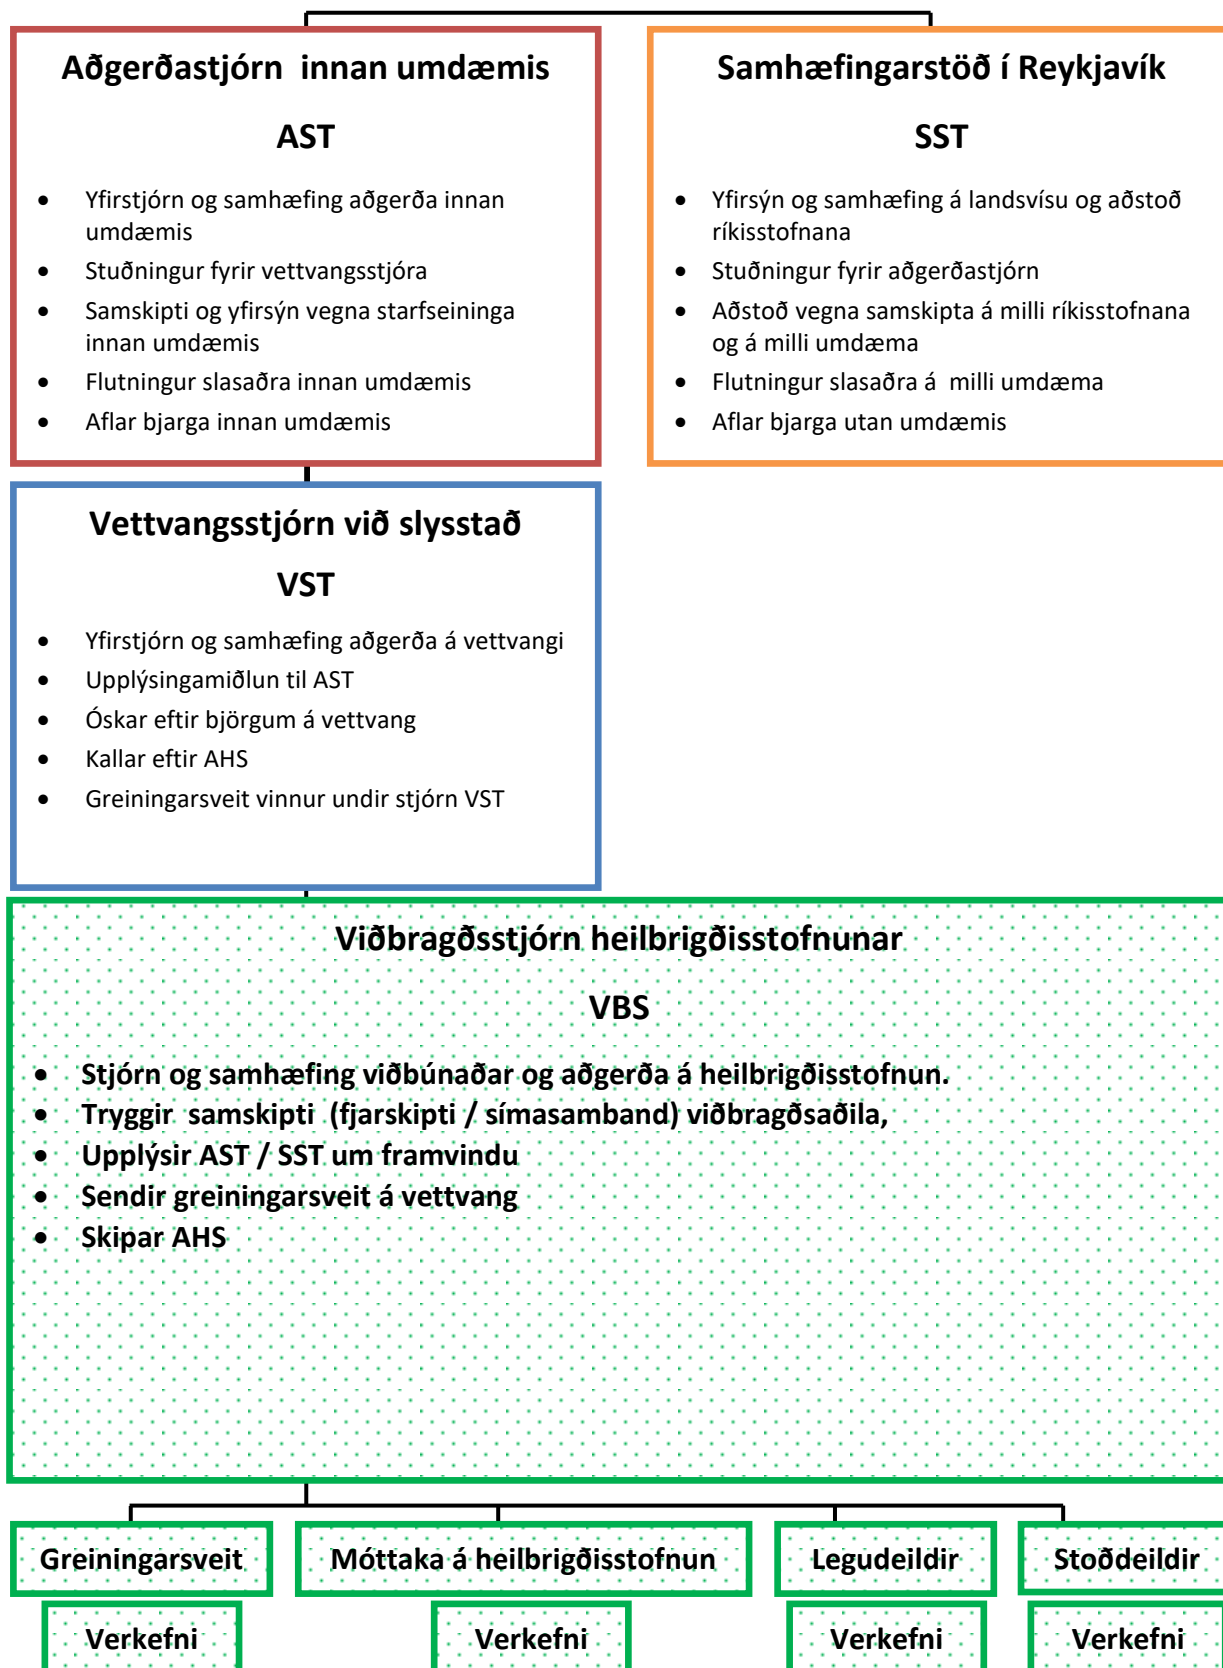 Aðgerðastjórn innan umdæmis
AST
• Yfirstjórn og samhæfing aðgerða innan
umdæmis
• Stuðningur fyrir vettvangsstjóra
• Samskipti og yfirsýn vegna starfseininga
innan umdæmis
• Flutningur slasaðra innan umdæmis
• Aflar bjarga innan umdæmis
Samhæfingarstöð í Reykjavík
SST
• Yfirsýn og samhæfing á landsvísu og aðstoð
ríkisstofnana
• Stuðningur fyrir aðgerðastjórn
• Aðstoð vegna samskipta á milli ríkisstofnana
og á milli umdæma
• Flutningur slasaðra á milli umdæma
• Aflar bjarga utan umdæmis
Vettvangsstjórn við slysstað
VST
• Yfirstjórn og samhæfing aðgerða á vettvangi
• Upplýsingamiðlun til AST
• Óskar eftir björgum á vettvang
• Kallar eftir AHS
• Greiningarsveit vinnur undir stjórn VST
Viðbragðsstjórn heilbrigðisstofnunar
VBS
• Stjórn og samhæfing viðbúnaðar og aðgerða á heilbrigðisstofnun.
• Tryggir samskipti (fjarskipti / símasamband) viðbragðsaðila,
• Upplýsir AST / SST um framvindu
• Sendir greiningarsveit á vettvang
• Skipar AHS
Greiningarsveit
Móttaka á heilbrigðisstofnun
Legudeildir
Stoðdeildir
Verkefni
Verkefni
Verkefni
Verkefni